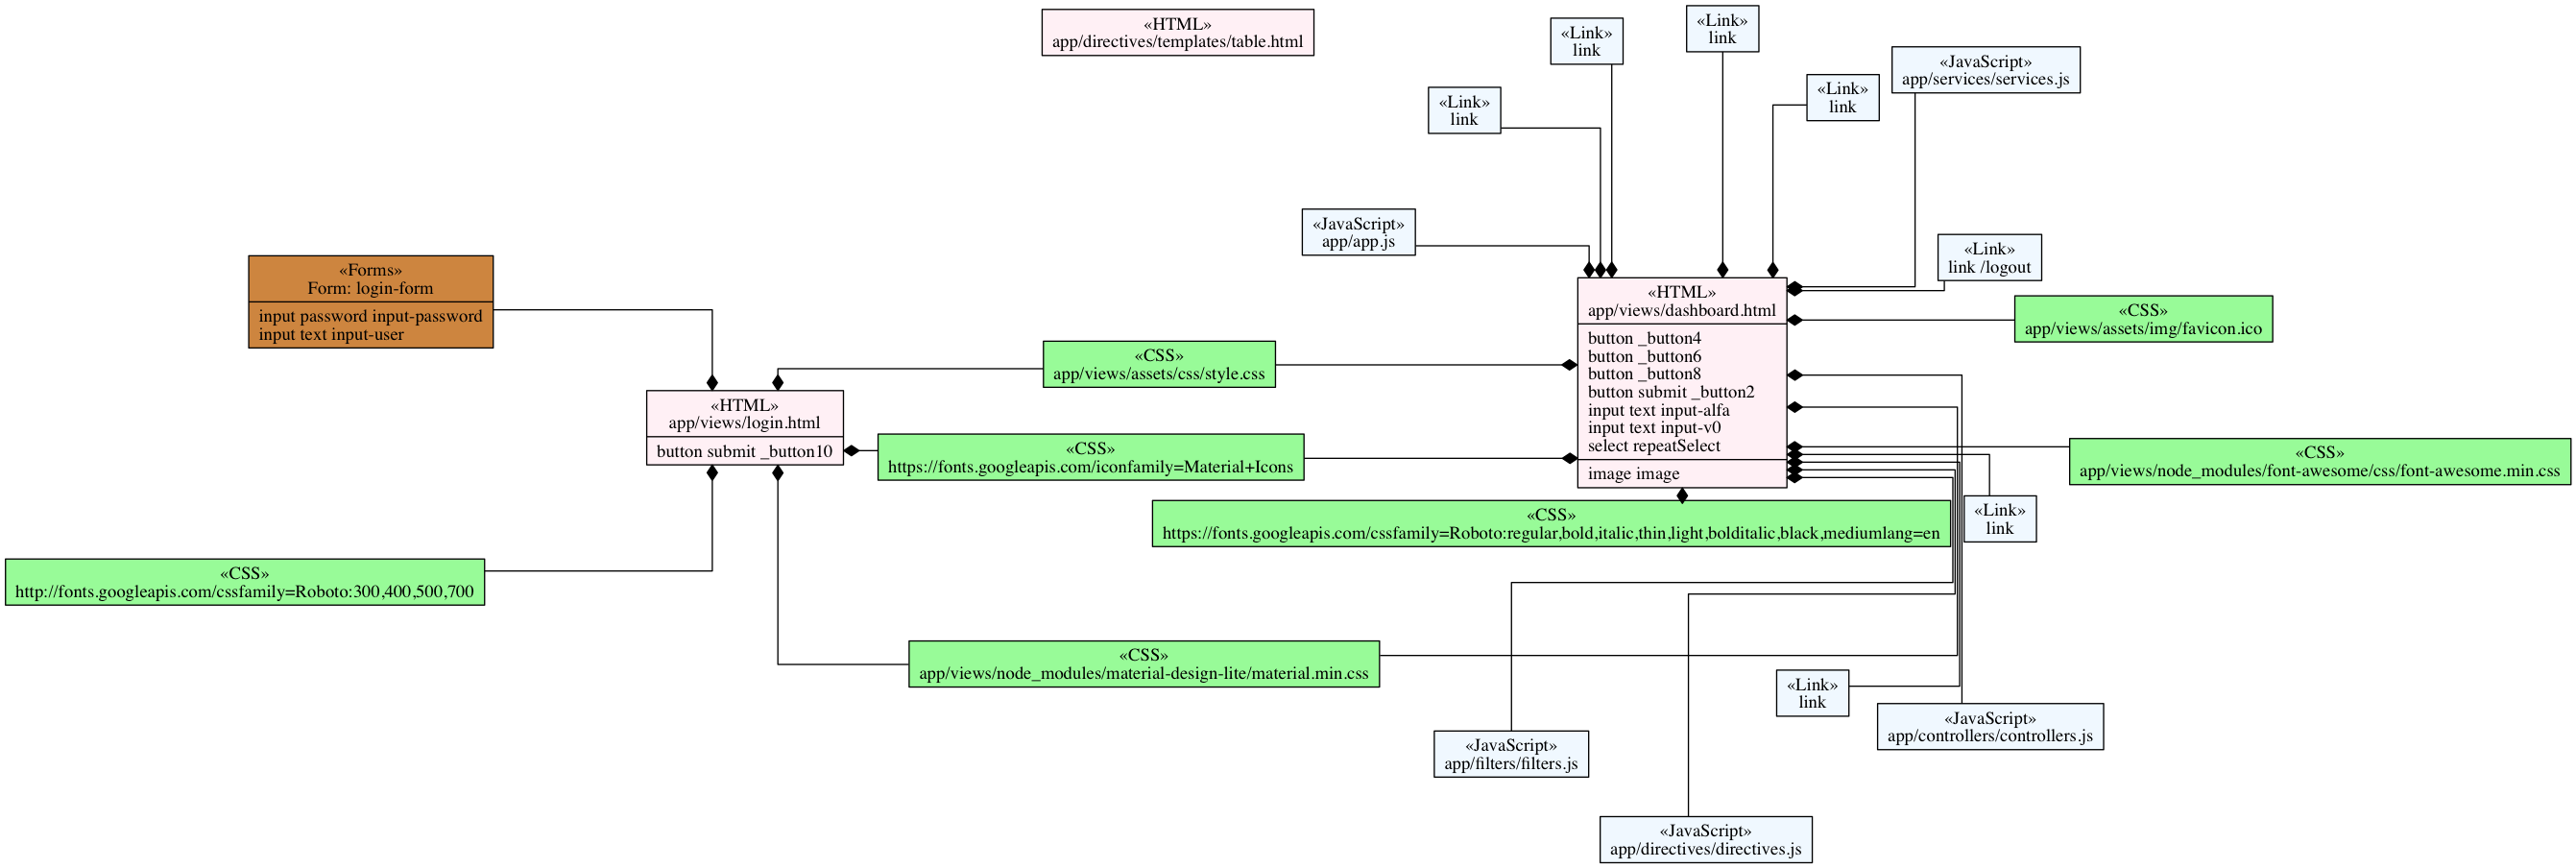 «HTML»
app/directives/templates/table.html
«Link»
link
«Link»
link
«JavaScript»
app/services/services.js
«Link»
link
«Link»
link
«JavaScript»
app/app.js
«Link»
link /logout
«Forms»
Form: login-form
input password input-password
input text input-user
«HTML»
app/views/dashboard.html
button _button4
button _button6
button _button8
button submit _button2
input text input-alfa
input text input-v0
select repeatSelect
image image
«CSS»
app/views/assets/img/favicon.ico
«CSS»
app/views/assets/css/style.css
«HTML»
app/views/login.html
button submit _button10
«CSS»
https://fonts.googleapis.com/iconfamily=Material+Icons
«CSS»
app/views/node_modules/font-awesome/css/font-awesome.min.css
«CSS»
https://fonts.googleapis.com/cssfamily=Roboto:regular,bold,italic,thin,light,bolditalic,black,mediumlang=en
«Link»
link
«CSS»
http://fonts.googleapis.com/cssfamily=Roboto:300,400,500,700
«CSS»
app/views/node_modules/material-design-lite/material.min.css
«Link»
link
«JavaScript»
app/controllers/controllers.js
«JavaScript»
app/filters/filters.js
«JavaScript»
app/directives/directives.js